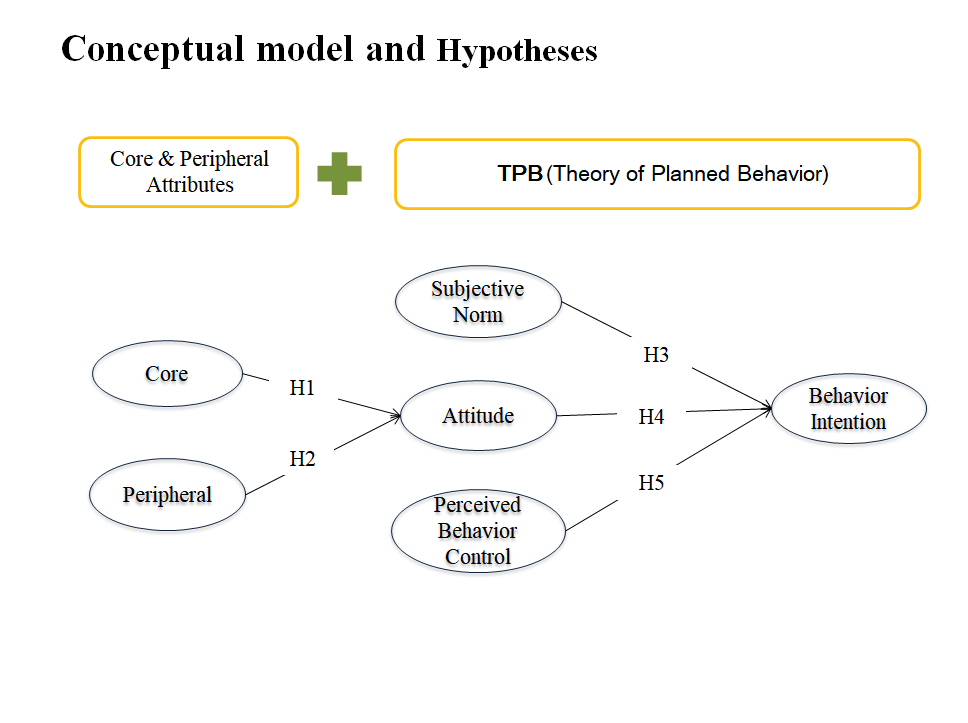 Conceptual model and Hypotheses
Core & Peripheral
Attributes
TPB (Theory of Planned Behavior)
Subjective
Norm
H3
Core
H1
Behavior
Intention
Attitude
H4
H2
Peripheral
H5
Perceived
Behavior
Control